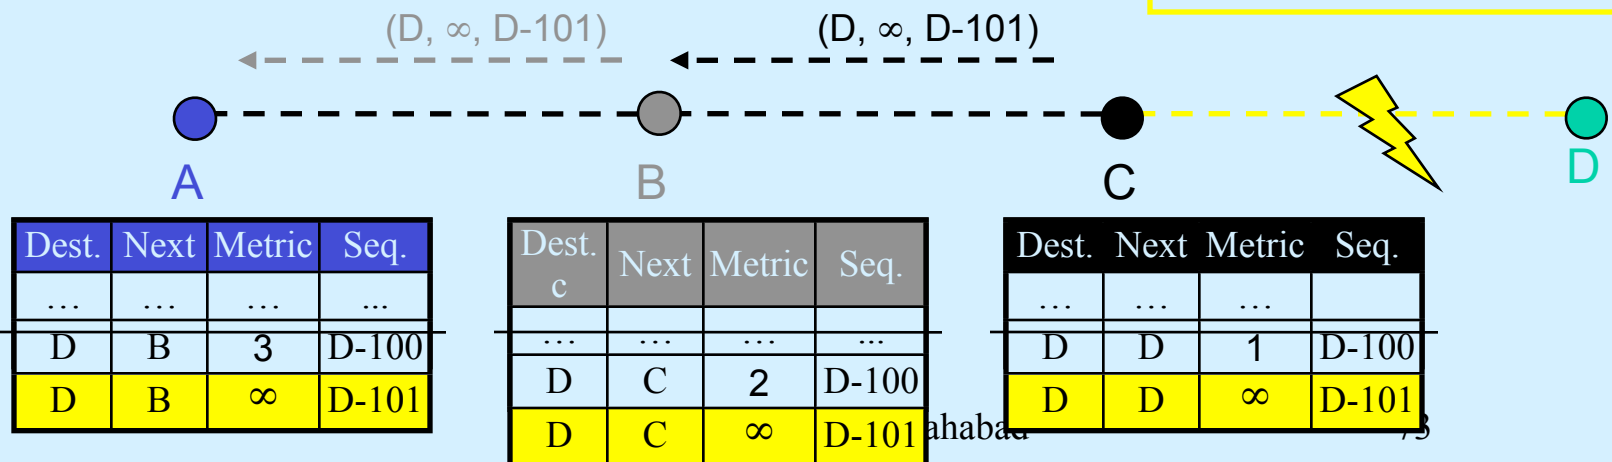 (D, ∞, D-101) (D, ∞, D-101)
A B C D
Dest. Next Metric Seq.
… … … ...
D B 3 D-100
D B ∞ D-101
Dest. c Next Metric Seq.
… … … ...
D C 2 D-100
D C ∞ D-101
Dest. Next Metric Seq.
… … …
D D 1 D-100
D D ∞ D-101
ahabad